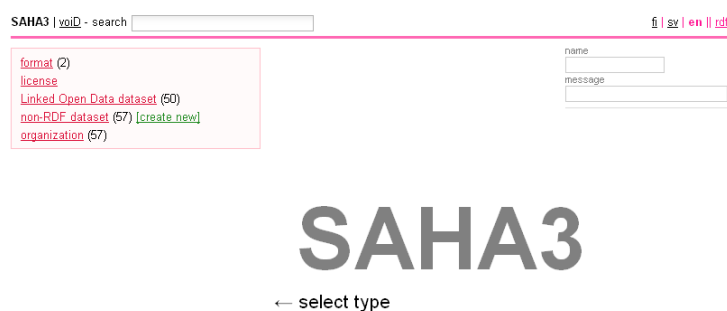 SAHA3 | voiD - search
fi | sv | en || rdf
format (2)
license
Linked Open Data dataset (50)
non-RDF dataset (57) [create new]
organization (57)
name
message
SAHA3
← select type